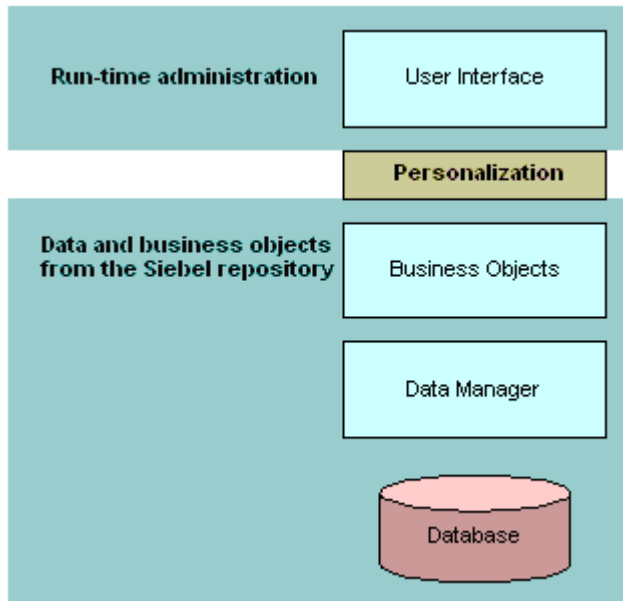 Run-time administration
User Interface
Personalization
Data and business objects
from the Siebel repository
Business Objects
Data Manager
Database